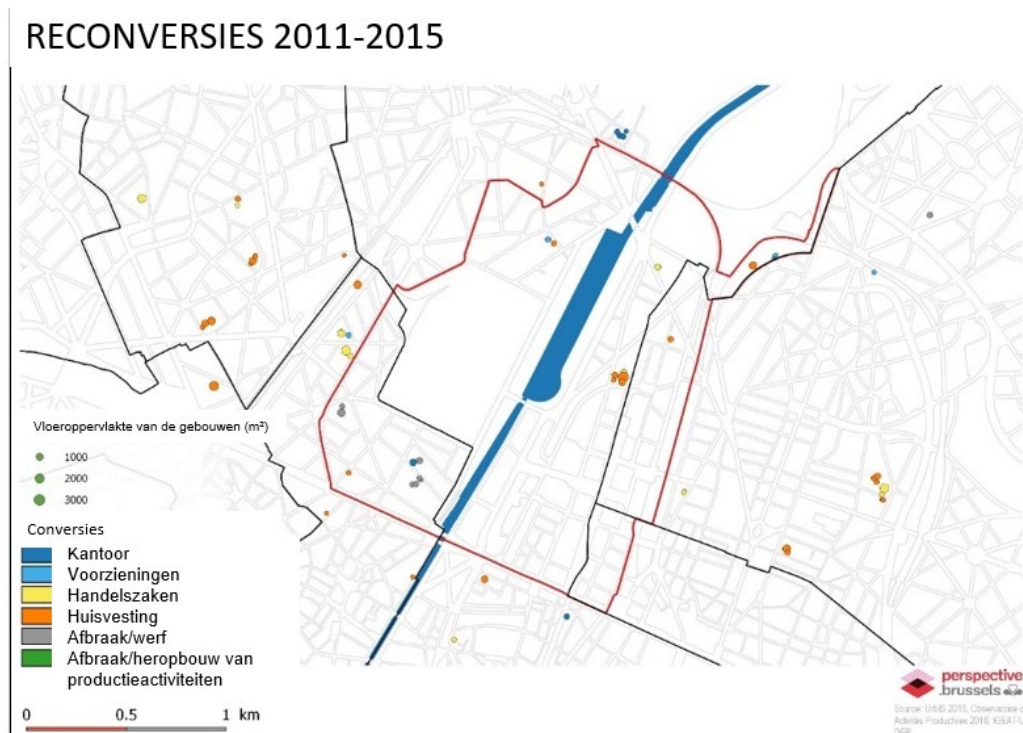 RECONVERSIES 2011-2015
Vloeroppervlakte van de gebouwen (m²)
1000
2000
3000
Conversies
Kantoor
Voorzieningen
Handelszaken
Huisvesting
Afbraak/werf
Afbraak/heropbouw van
productieactiviteiten
0 0.5 1 km
perspective
.brussels
Source: UrbIS 2015, Observatoire
Activités Productives 2016,